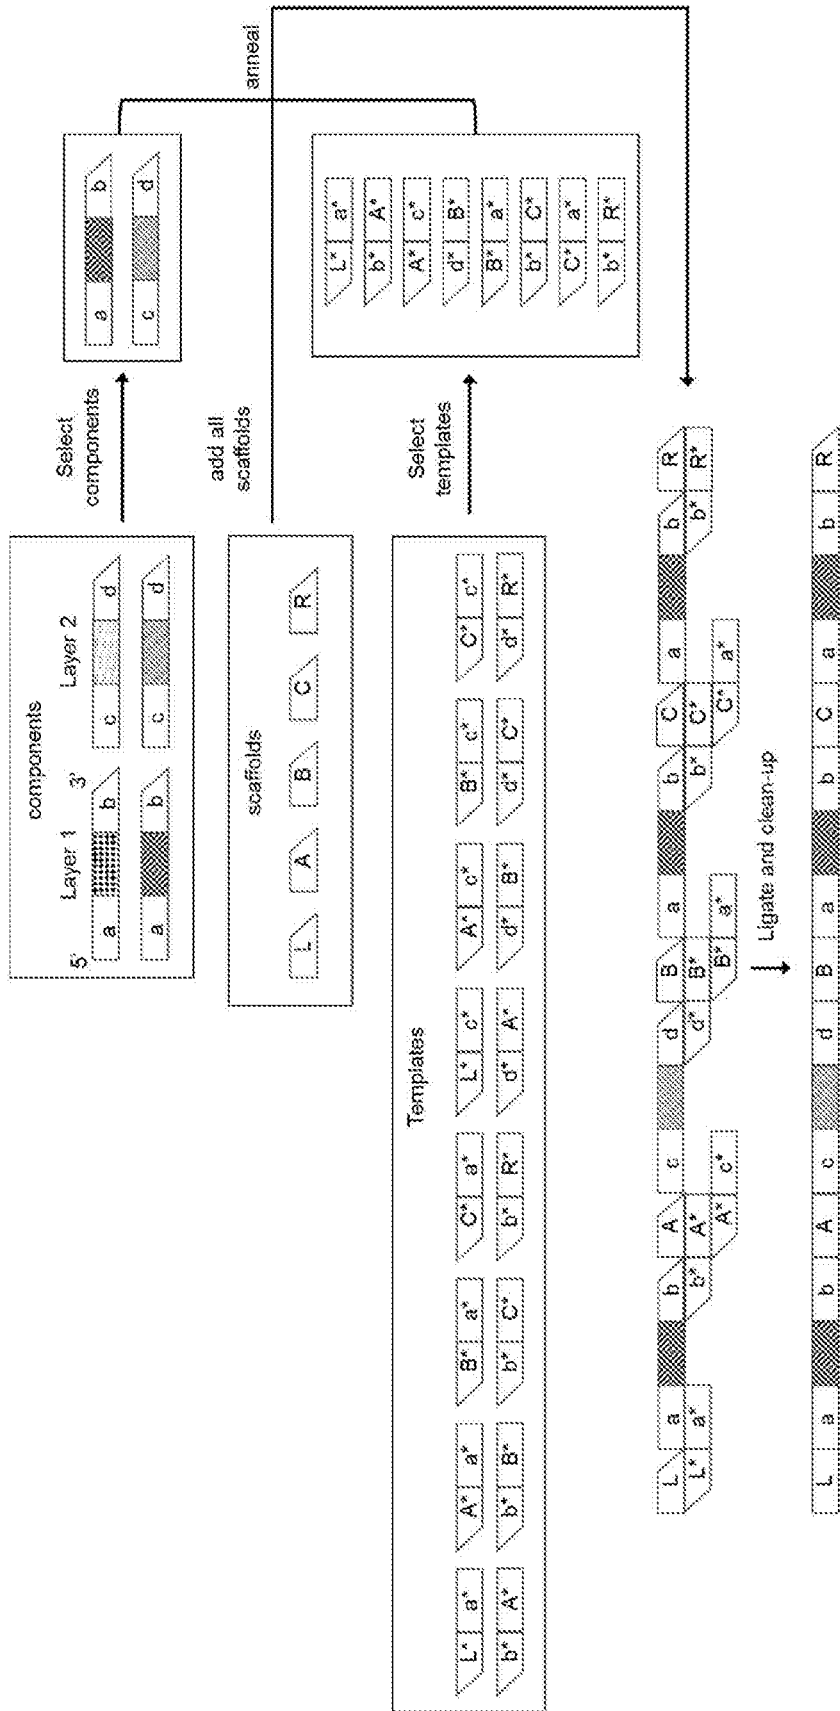 components
Layer 1 Layer 2
5' 3'
a b c d
a b c d
Select
components
a b
c d
scaffolds
L A B C R
add all
scaffolds
anneal
Templates
L* a* A* a* B* a* C* a* L* c* A* c* B* c* C* c*
b* A* b* B* b* C* b* R* d* A* d* B* d* C* d* R*
Select
templates
L* a*
b* A*
A* c*
d* B*
B* a*
b* C*
C* a*
b* R*
L a b A c d B a b C a b R
L* a* b* A* d* B* b* C* b* R*
A* c* B* a* C* a*
Ligate and clean-up
L a b A c d B a b C a b R